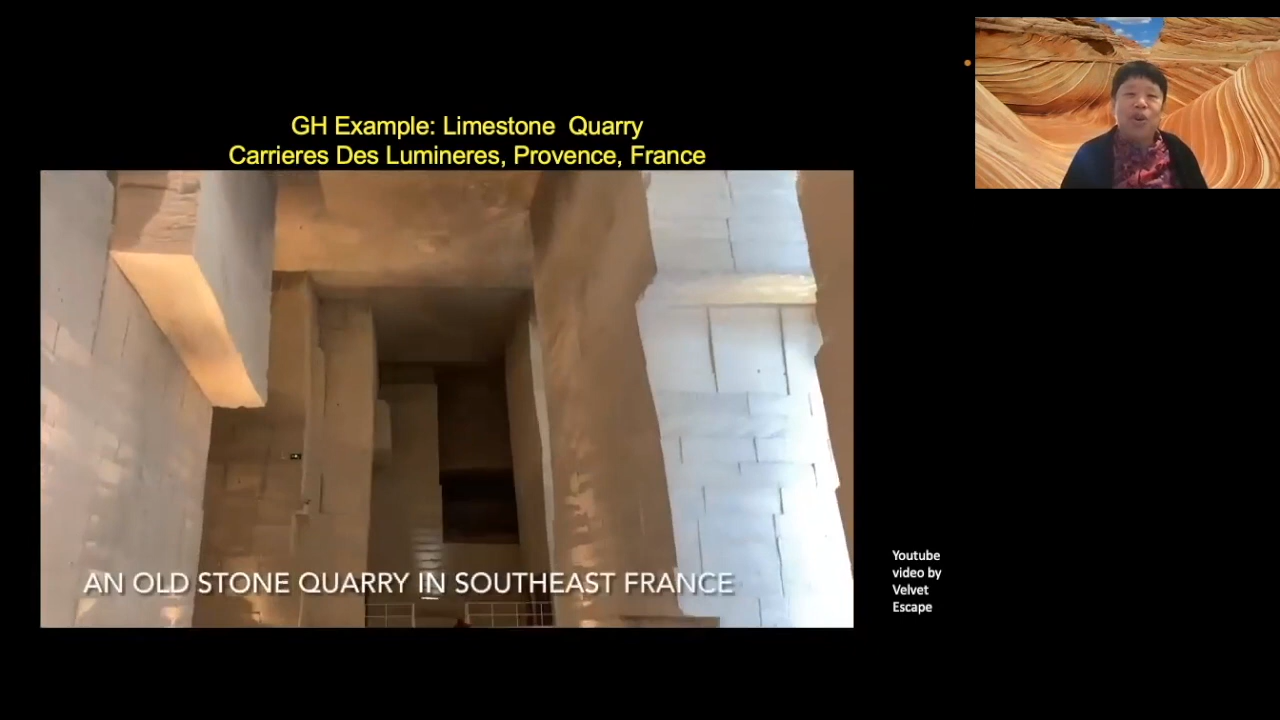 GH Example: Limestone Quarry
Carrieres Des Lumineres, Provence, France
AN OLD STONE QUARRY IN SOUTHEAST FRANCE
Youtube
video by
Velvet
Escape